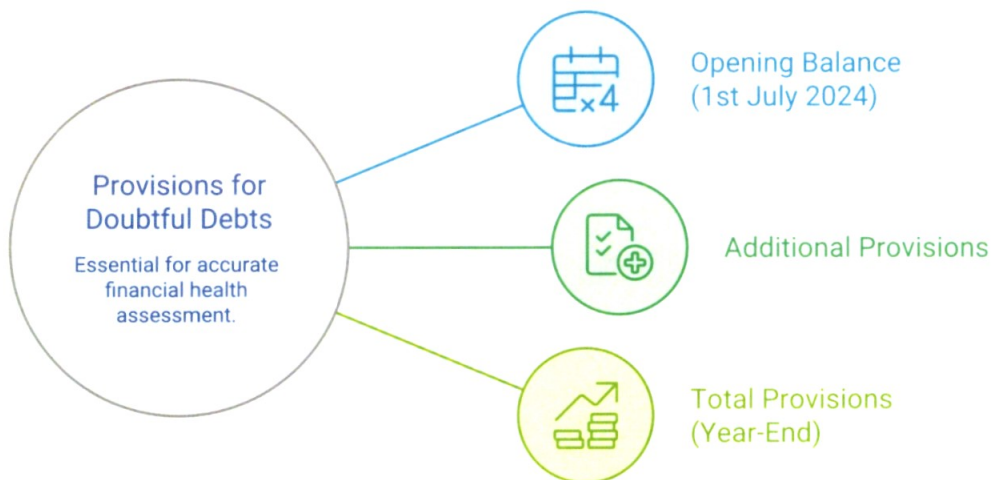 Provisions for
Doubtful Debts
Essential for accurate
financial health
assessment.
x4
Opening Balance
(1st July 2024)
Additional Provisions
Total Provisions
(Year-End)